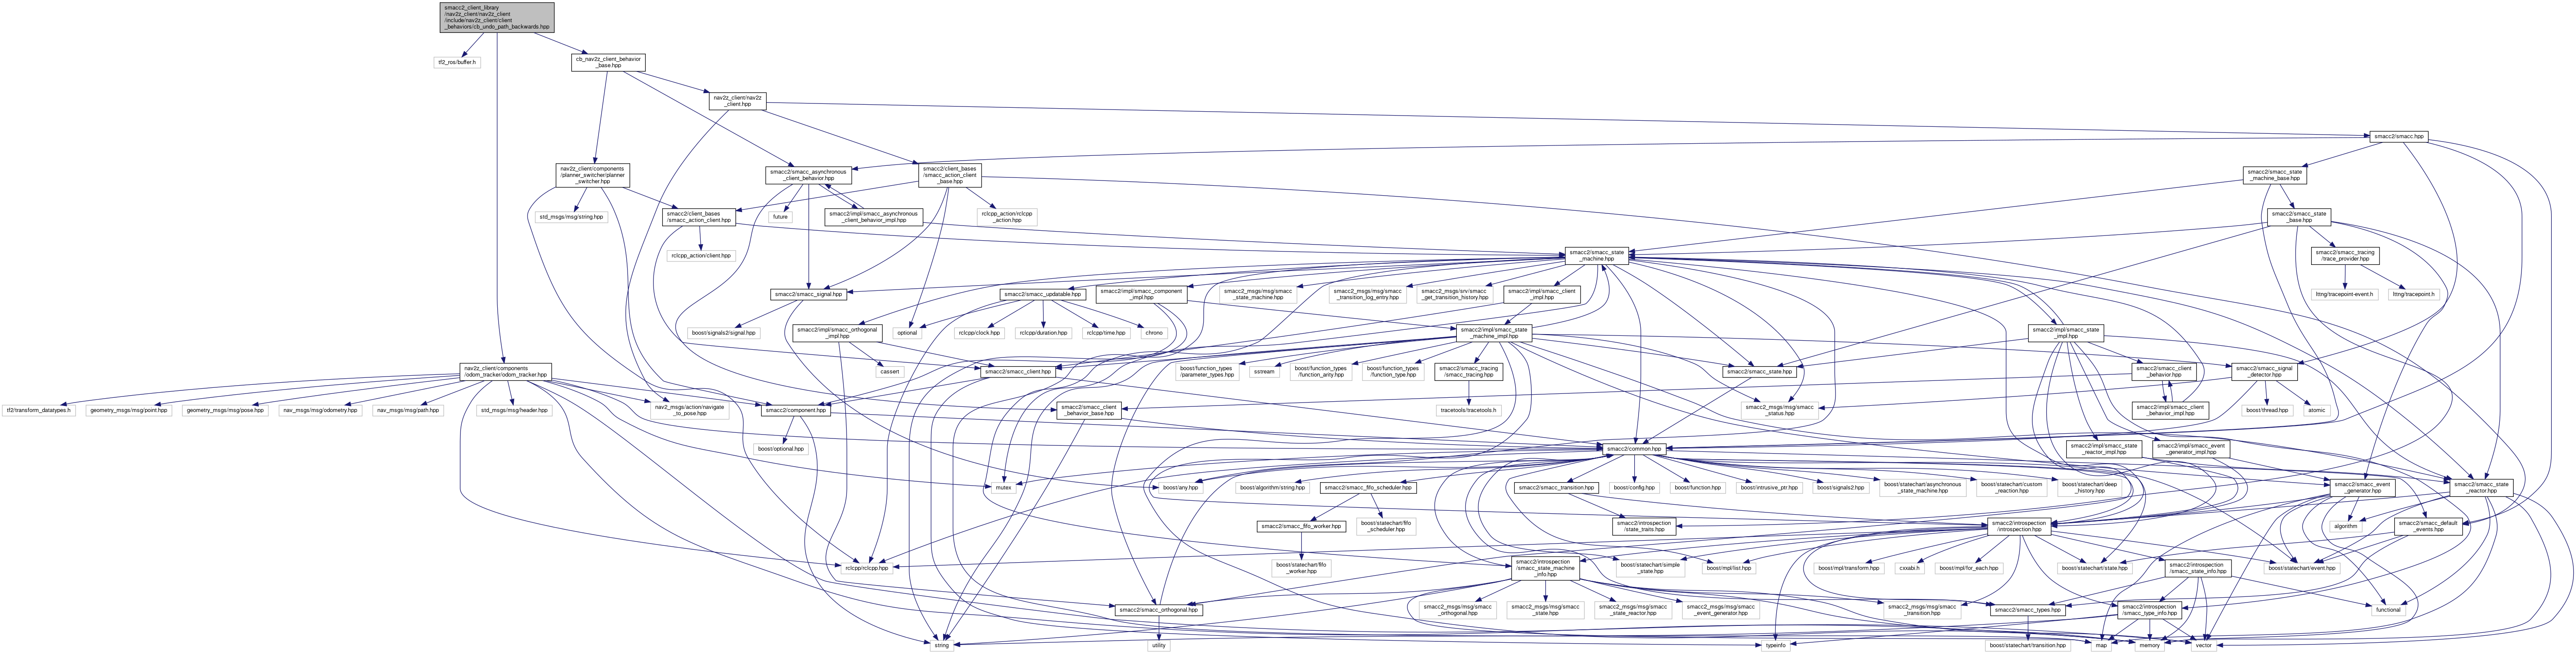 smacc2_client_library
/nav2z_client/nav2z_client
/include/nav2z_client/client
_behaviors/cb_undo_path_backwards.hpp
tf2_ros/buffer.h
cb_nav2z_client_behavior
_base.hpp
nav2z_client/nav2z
_client.hpp
smacc2/smacc.hpp
nav2z_client/components
/planner_switcher/planner
_switcher.hpp
smacc2/smacc_asynchronous
_client_behavior.hpp
smacc2/client_bases
/smacc_action_client
_base.hpp
smacc2/smacc_state
_machine_base.hpp
std_msgs/msg/string.hpp
smacc2/client_bases
/smacc_action_client.hpp
future
smacc2/impl/smacc_asynchronous
_client_behavior_impl.hpp
rclcpp_action/rclcpp
_action.hpp
smacc2/smacc_state
_base.hpp
rclcpp_action/client.hpp
smacc2/smacc_state
_machine.hpp
smacc2/smacc_tracing
/trace_provider.hpp
smacc2/smacc_signal.hpp
smacc2/smacc_updatable.hpp
smacc2/impl/smacc_component
_impl.hpp
smacc2_msgs/msg/smacc
_state_machine.hpp
smacc2_msgs/msg/smacc
_transition_log_entry.hpp
smacc2_msgs/srv/smacc
_get_transition_history.hpp
smacc2/impl/smacc_client
_impl.hpp
lttng/tracepoint-event.h
lttng/tracepoint.h
boost/signals2/signal.hpp
smacc2/impl/smacc_orthogonal
_impl.hpp
optional
rclcpp/clock.hpp
rclcpp/duration.hpp
rclcpp/time.hpp
chrono
smacc2/impl/smacc_state
_machine_impl.hpp
smacc2/impl/smacc_state
_impl.hpp
nav2z_client/components
/odom_tracker/odom_tracker.hpp
cassert
smacc2/smacc_client.hpp
boost/function_types
/parameter_types.hpp
sstream
boost/function_types
/function_arity.hpp
boost/function_types
/function_type.hpp
smacc2/smacc_tracing
/smacc_tracing.hpp
smacc2/smacc_state.hpp
smacc2/smacc_client
_behavior.hpp
smacc2/smacc_signal
_detector.hpp
tf2/transform_datatypes.h
geometry_msgs/msg/point.hpp
geometry_msgs/msg/pose.hpp
nav_msgs/msg/odometry.hpp
nav_msgs/msg/path.hpp
std_msgs/msg/header.hpp
nav2_msgs/action/navigate
_to_pose.hpp
smacc2/component.hpp
smacc2/smacc_client
_behavior_base.hpp
tracetools/tracetools.h
smacc2_msgs/msg/smacc
_status.hpp
smacc2/impl/smacc_client
_behavior_impl.hpp
boost/thread.hpp
atomic
boost/optional.hpp
smacc2/common.hpp
smacc2/impl/smacc_state
_reactor_impl.hpp
smacc2/impl/smacc_event
_generator_impl.hpp
mutex
boost/any.hpp
boost/algorithm/string.hpp
smacc2/smacc_fifo_scheduler.hpp
smacc2/smacc_transition.hpp
boost/config.hpp
boost/function.hpp
boost/intrusive_ptr.hpp
boost/signals2.hpp
boost/statechart/asynchronous
_state_machine.hpp
boost/statechart/custom
_reaction.hpp
boost/statechart/deep
_history.hpp
smacc2/smacc_event
_generator.hpp
smacc2/smacc_state
_reactor.hpp
smacc2/smacc_fifo_worker.hpp
boost/statechart/fifo
_scheduler.hpp
smacc2/introspection
/state_traits.hpp
smacc2/introspection
/introspection.hpp
algorithm
smacc2/smacc_default
_events.hpp
rclcpp/rclcpp.hpp
boost/statechart/fifo
_worker.hpp
smacc2/introspection
/smacc_state_machine
_info.hpp
boost/statechart/simple
_state.hpp
boost/mpl/list.hpp
boost/mpl/transform.hpp
cxxabi.h
boost/mpl/for_each.hpp
boost/statechart/state.hpp
smacc2/introspection
/smacc_state_info.hpp
boost/statechart/event.hpp
smacc2/smacc_orthogonal.hpp
smacc2_msgs/msg/smacc
_orthogonal.hpp
smacc2_msgs/msg/smacc
_state.hpp
smacc2_msgs/msg/smacc
_state_reactor.hpp
smacc2_msgs/msg/smacc
_event_generator.hpp
smacc2_msgs/msg/smacc
_transition.hpp
smacc2/smacc_types.hpp
smacc2/introspection
/smacc_type_info.hpp
functional
string
utility
typeinfo
boost/statechart/transition.hpp
map
memory
vector